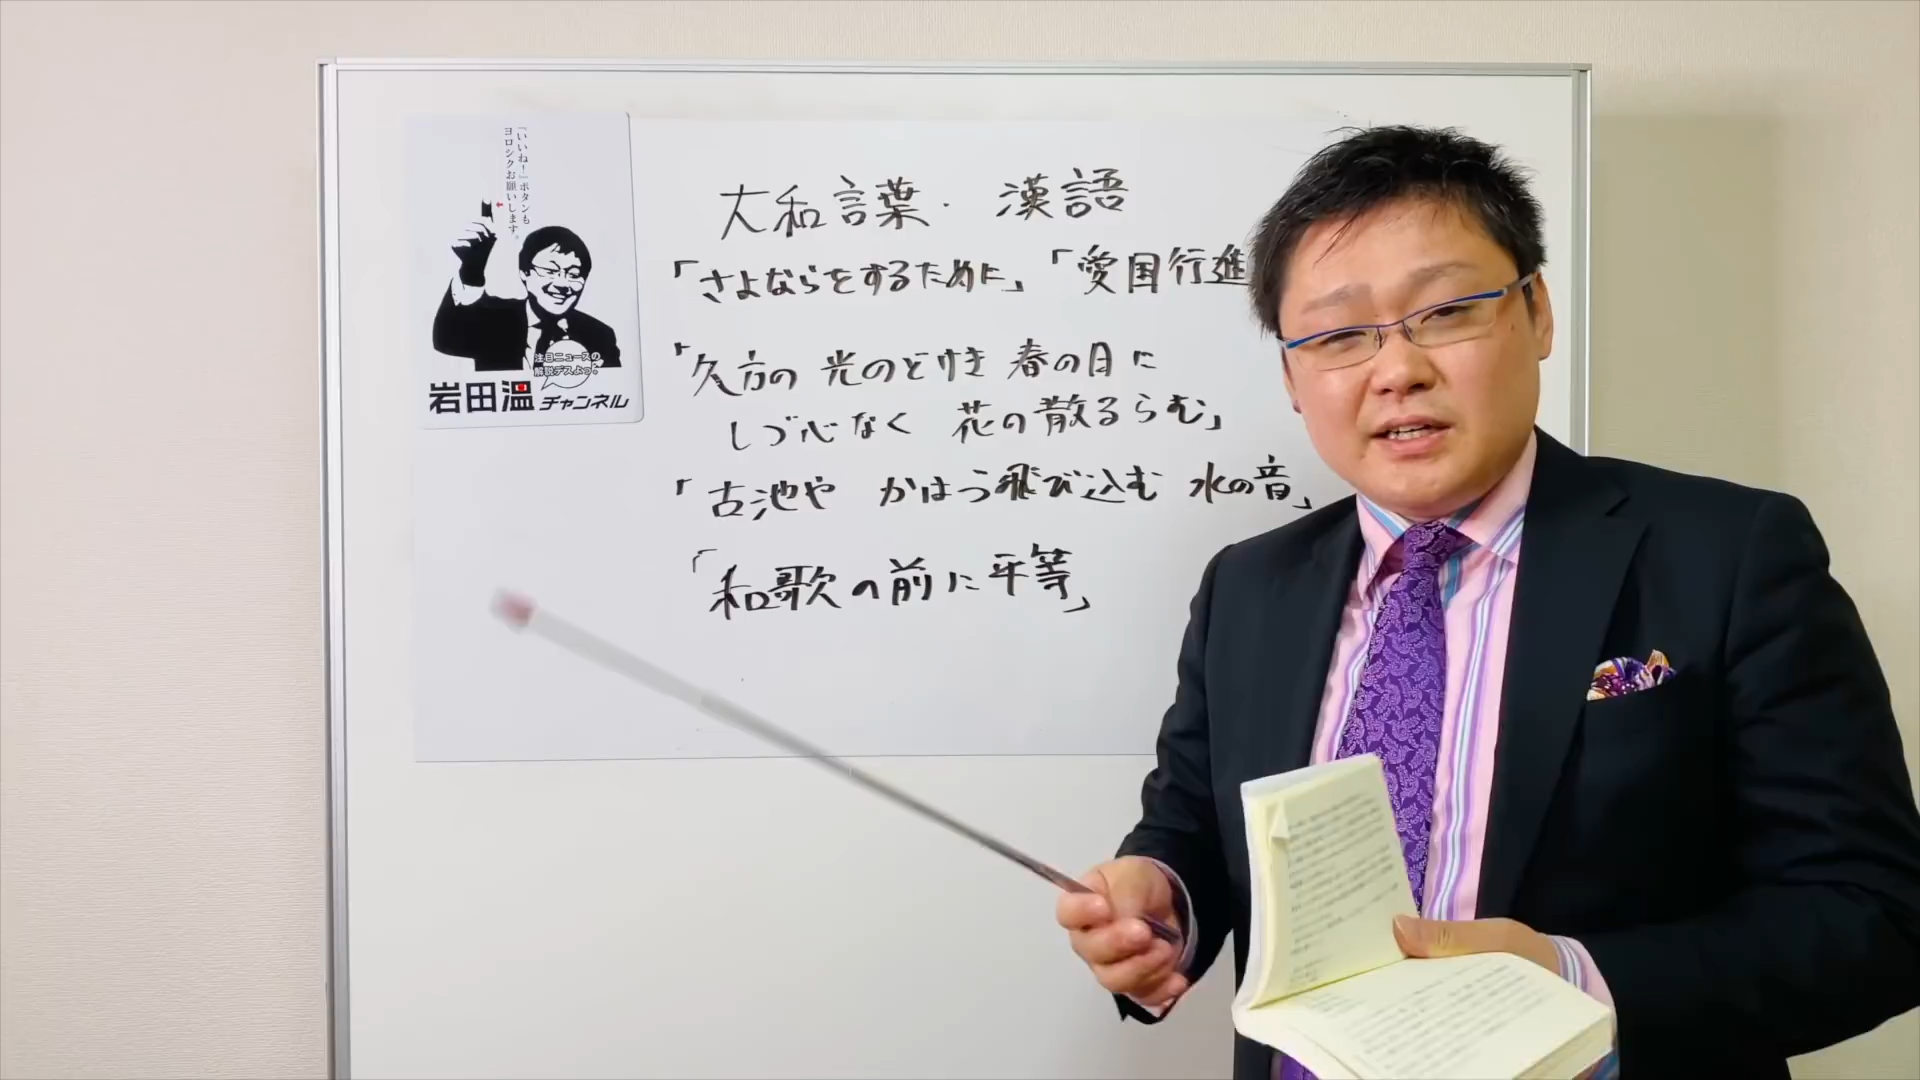 「いいね！」ボタンも
ヨロシクお願いします。
注目ニュースの
解説デスよっ。
岩田温チャンネル
大和言葉・漢語
「さよならをするために」「愛国行進
「久方の 光のどけき 春の日に
しづ心なく 花の散るらむ」
「古池や かはづ飛び込む 水の音」
「和歌の前に平等」